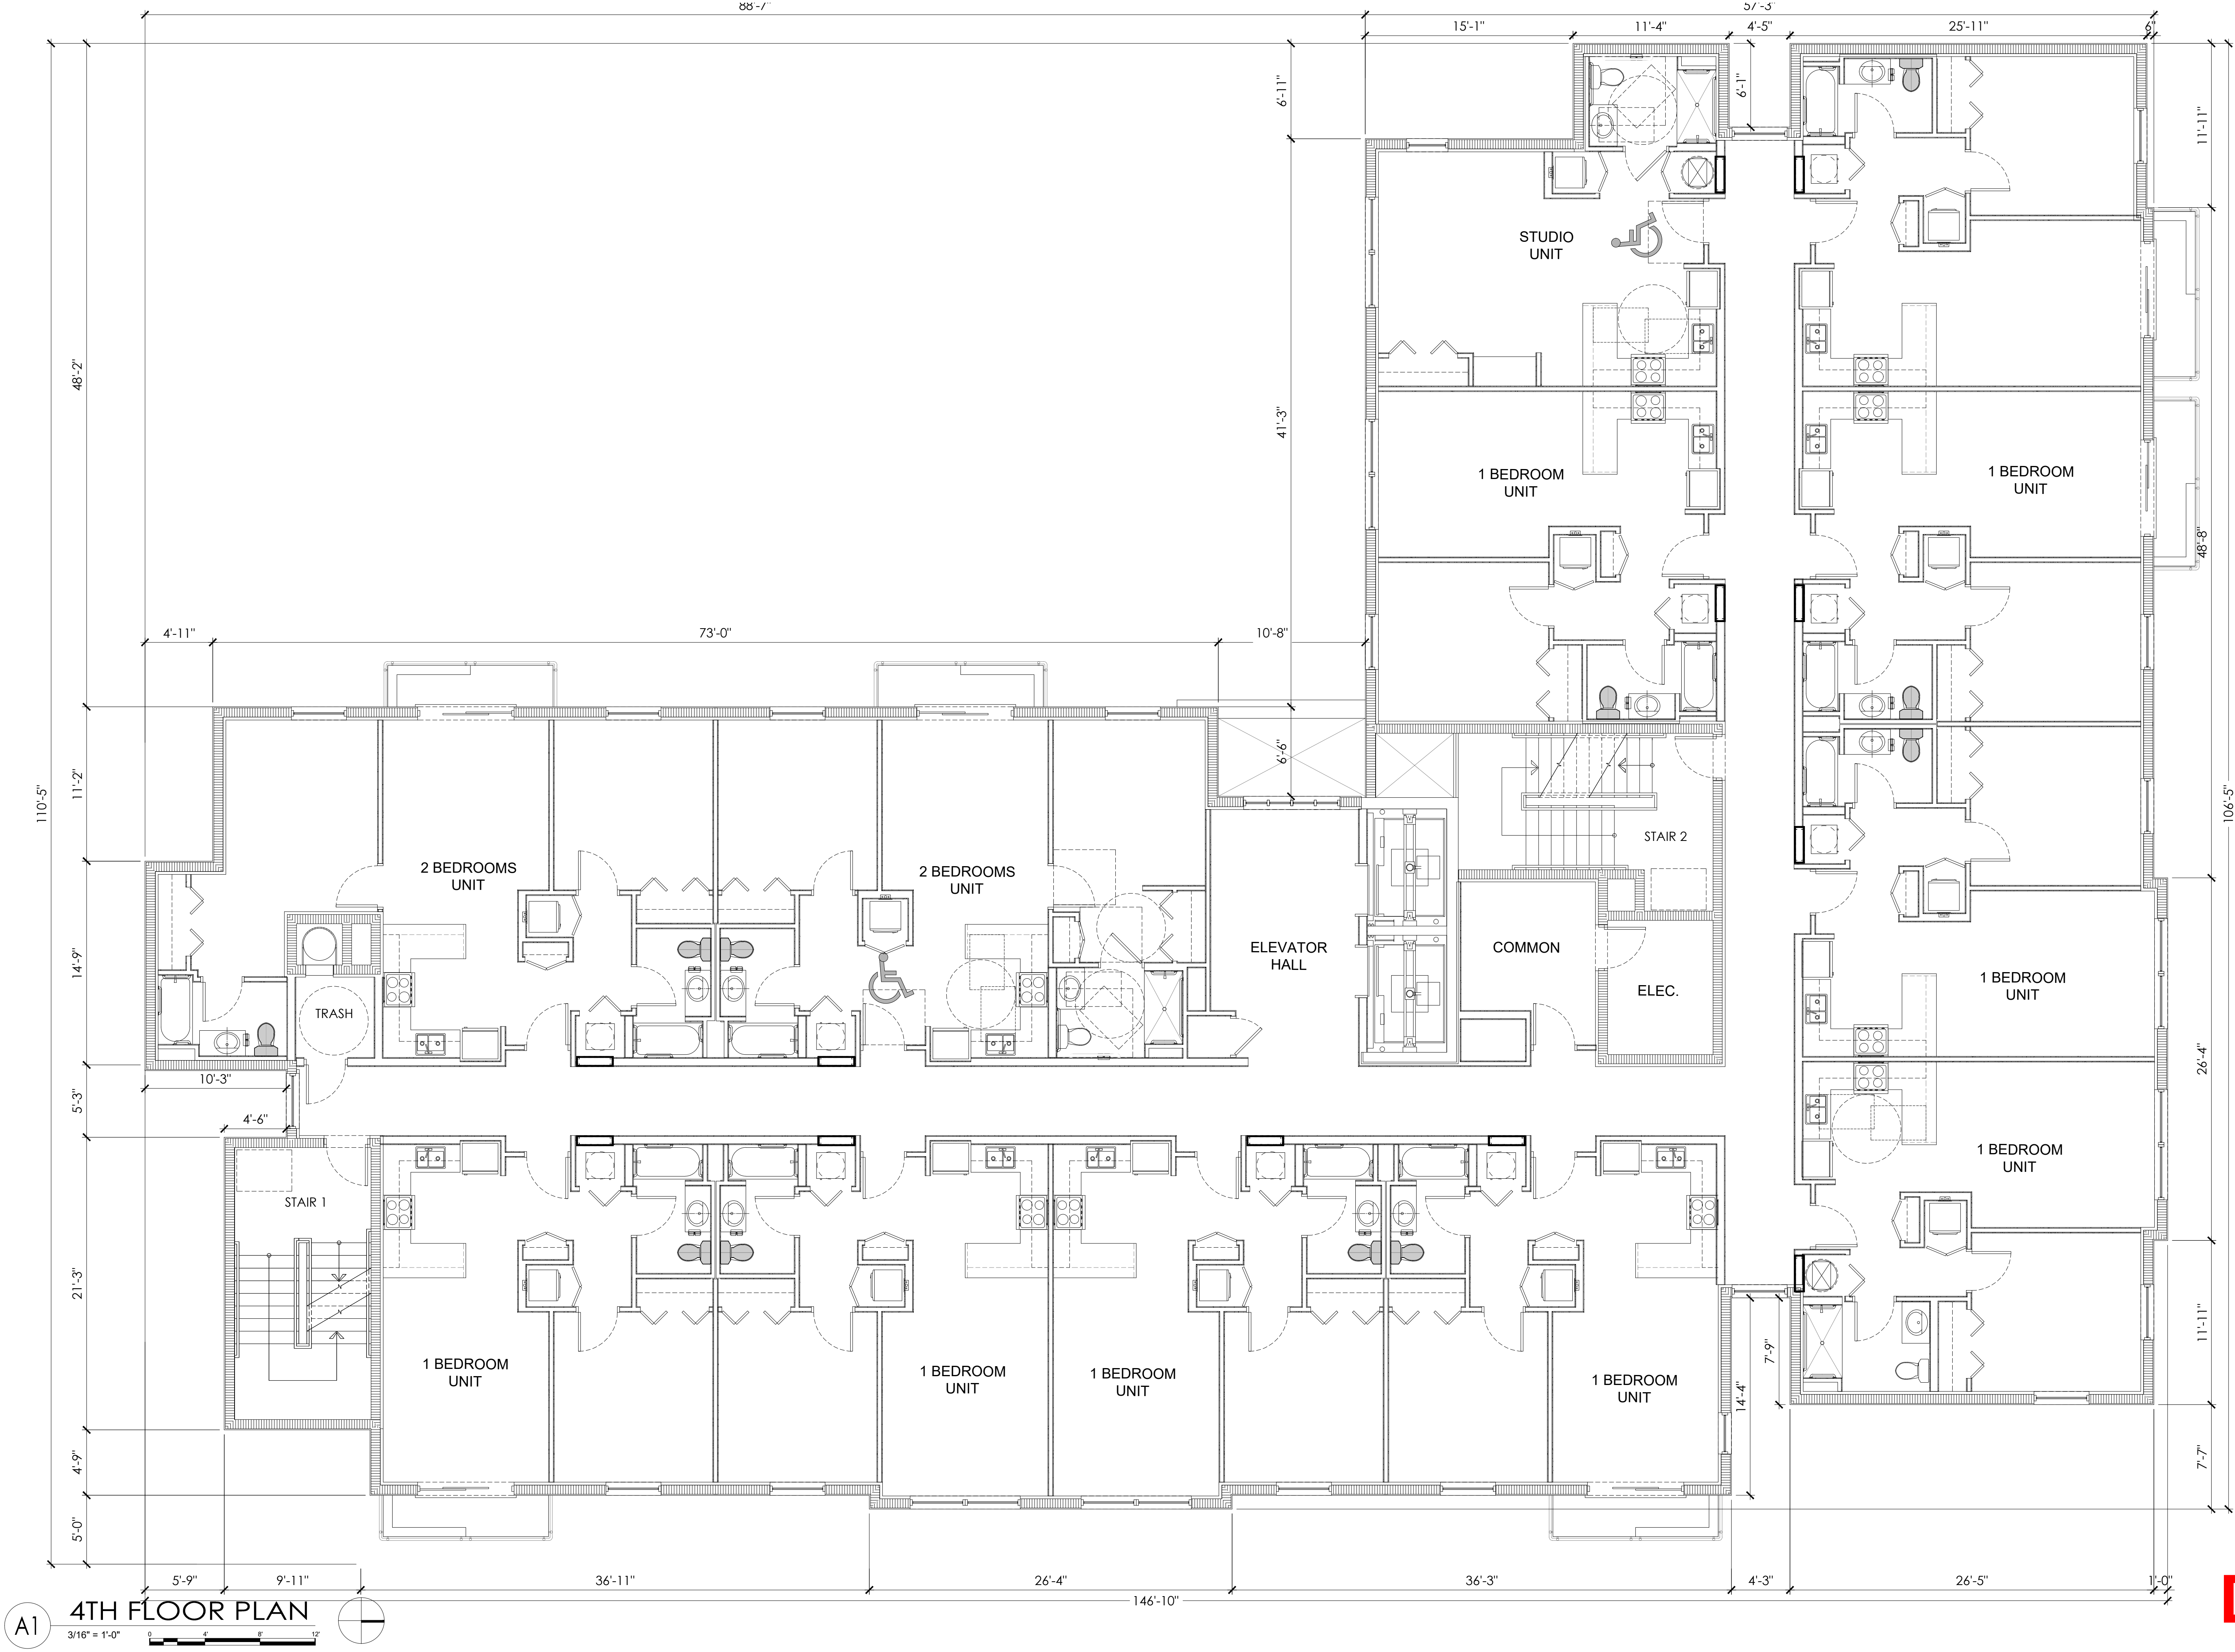 88'-7"
57'-3"
15'-1"
11'-4"
4'-5"
25'-11"
6"
6'-11"
6'-1"
11'-11"
STUDIO
UNIT
48'-2"
41'-3"
1 BEDROOM
UNIT
1 BEDROOM
UNIT
48'-8"
4'-11"
73'-0"
10'-8"
6'-6"
110'-5"
11'-2"
106'-5"
STAIR 2
2 BEDROOMS
UNIT
2 BEDROOMS
UNIT
14'-9"
ELEVATOR
HALL
COMMON
ELEC.
1 BEDROOM
UNIT
TRASH
26'-4"
10'-3"
5'-3"
4'-6"
1 BEDROOM
UNIT
STAIR 1
21'-3"
11'-11"
7'-9"
14'-4"
1 BEDROOM
UNIT
1 BEDROOM
UNIT
1 BEDROOM
UNIT
1 BEDROOM
UNIT
4'-9"
7'-7"
5'-0"
5'-9"
9'-11"
36'-11"
26'-4"
36'-3"
4'-3"
26'-5"
1'-0"
146'-10"
A1
4TH FLOOR PLAN
3/16" = 1'-0"
0 4' 8' 12'